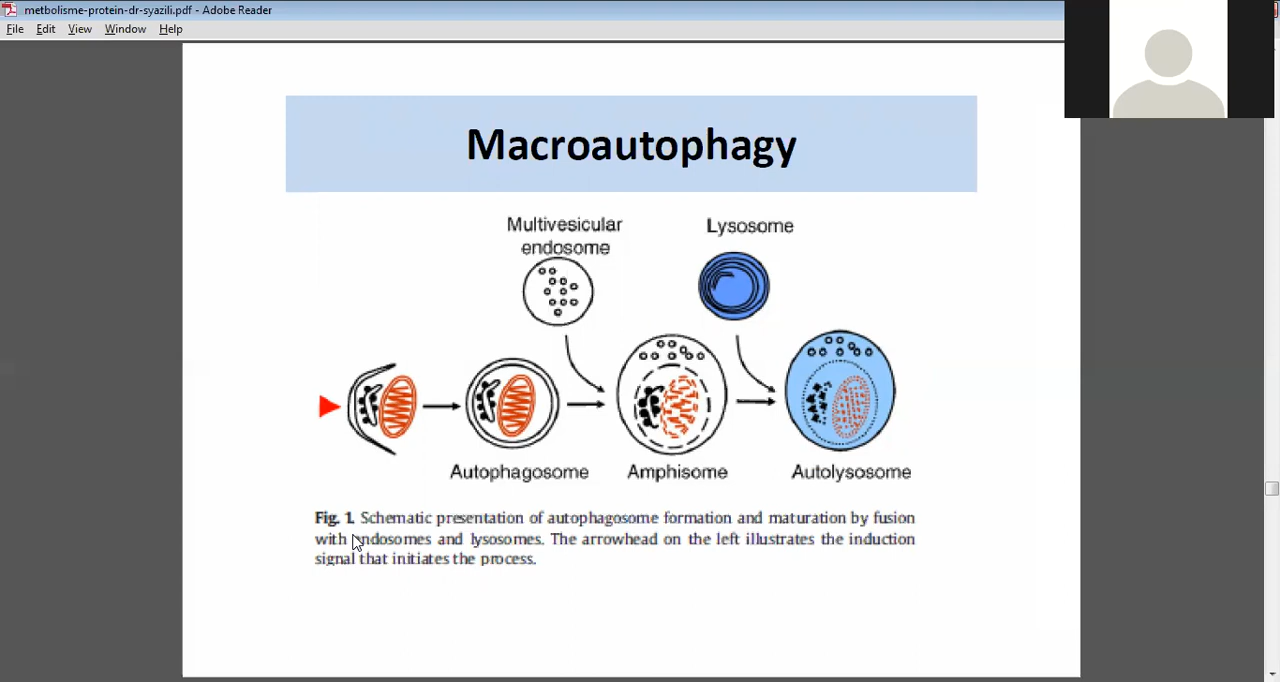 metbolisme-protein-dr-syazili.pdf - Adobe Reader
File Edit View Window Help
Macroautophagy
Multivesicular
endosome
Lysosome
Autophagosome
Amphisome
Autolysosome
Fig. 1. Schematic presentation of autophagosome formation and maturation by fusion
with endosomes and lysosomes. The arrowhead on the left illustrates the induction
signal that initiates the process.